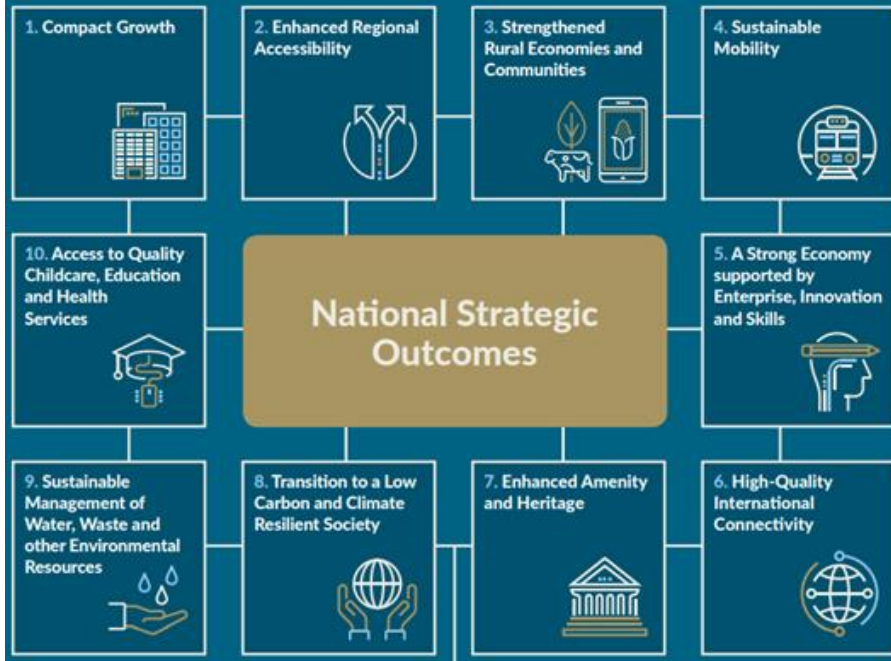 1. Compact Growth
2. Enhanced Regional
Accessibility
3. Strengthened
Rural Economies and
Communities
4. Sustainable
Mobility
10. Access to Quality
Childcare, Education
and Health
Services
National Strategic
Outcomes
5. A Strong Economy
supported by
Enterprise, Innovation
and Skills
9. Sustainable
Management of
Water, Waste and
other Environmental
Resources
8. Transition to a Low
Carbon and Climate
Resilient Society
7. Enhanced Amenity
and Heritage
6. High-Quality
International
Connectivity